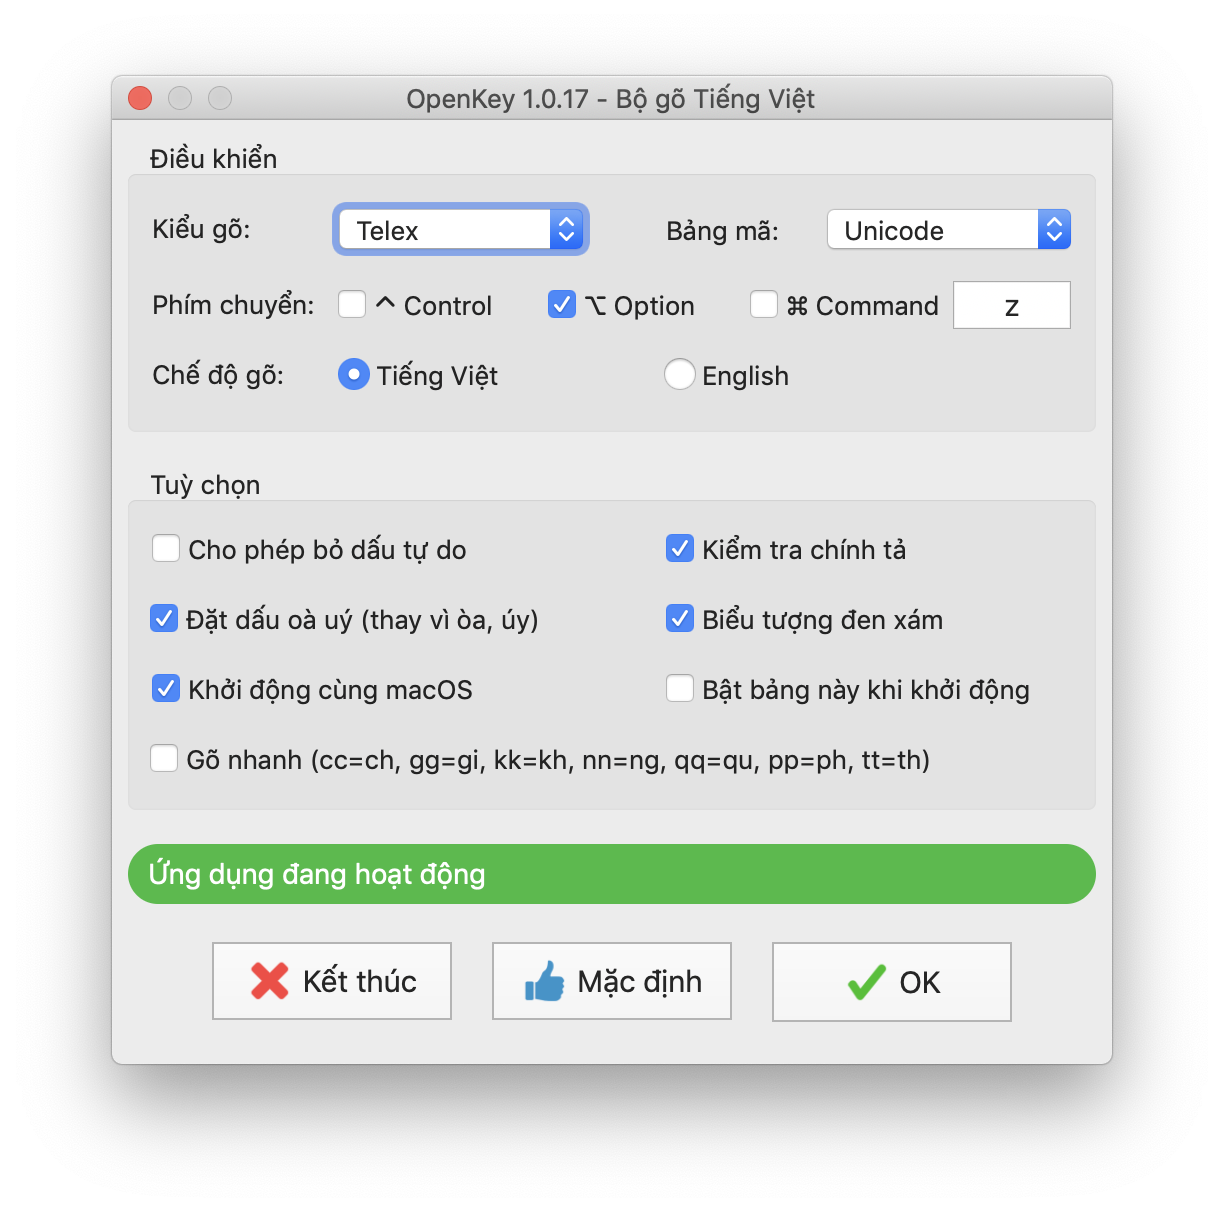 OpenKey 1.0.17 - Bộ gõ Tiếng Việt
Điều khiển
Kiểu gõ: Telex Bảng mã: Unicode
Phím chuyển: ^ Control ⌥ Option ⌘ Command z
Chế độ gõ: Tiếng Việt English
Tuỳ chọn
Cho phép bỏ dấu tự do Kiểm tra chính tả
Đặt dấu oà uý (thay vì òa, úy) Biểu tượng đen xám
Khởi động cùng macOS Bật bảng này khi khởi động
Gõ nhanh (cc=ch, gg=gi, kk=kh, nn=ng, qq=qu, pp=ph, tt=th)
Ứng dụng đang hoạt động
Kết thúc Mặc định OK